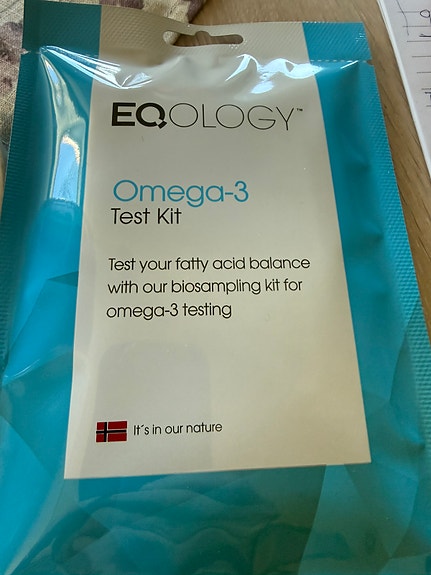 EQOLOGY™
Omega-3
Test Kit
Test your fatty acid balance
with our biosampling kit for
omega-3 testing
It´s in our nature